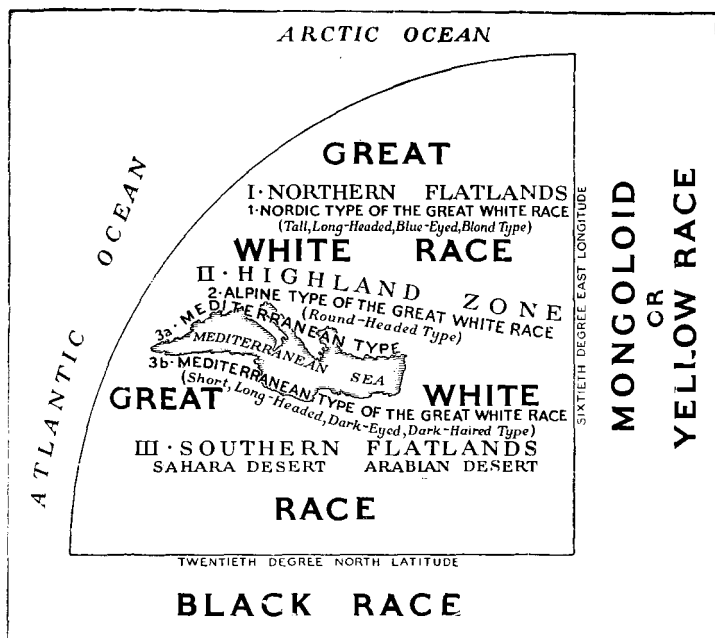 ARCTIC OCEAN
ATLANTIC OCEAN
GREAT
I·NORTHERN FLATLANDS
1·NORDIC TYPE OF THE GREAT WHITE RACE
(Tall, Long-Headed, Blue-Eyed, Blond Type)
WHITE RACE
II·HIGHLAND ZONE
2·ALPINE TYPE OF THE GREAT WHITE RACE
(Round-Headed Type)
3a·MEDITERRANEAN TYPE
MEDITERRANEAN SEA
3b·MEDITERRANEAN TYPE OF THE GREAT WHITE RACE
(Short, Long-Headed, Dark-Eyed, Dark-Haired Type)
GREAT WHITE
III·SOUTHERN FLATLANDS
SAHARA DESERT ARABIAN DESERT
RACE
TWENTIETH DEGREE NORTH LATITUDE
BLACK RACE
SIXTIETH DEGREE EAST LONGITUDE
MONGOLOID
OR
YELLOW RACE